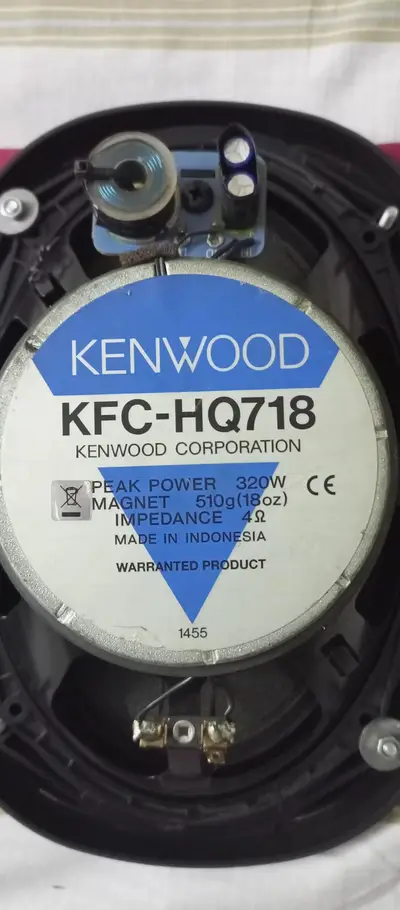 KENWOOD
KFC-HQ718
KENWOOD CORPORATION
PEAK POWER 320W
MAGNET 510g(18oz)
IMPEDANCE 4Ω
CE
MADE IN INDONESIA
WARRANTED PRODUCT
1455